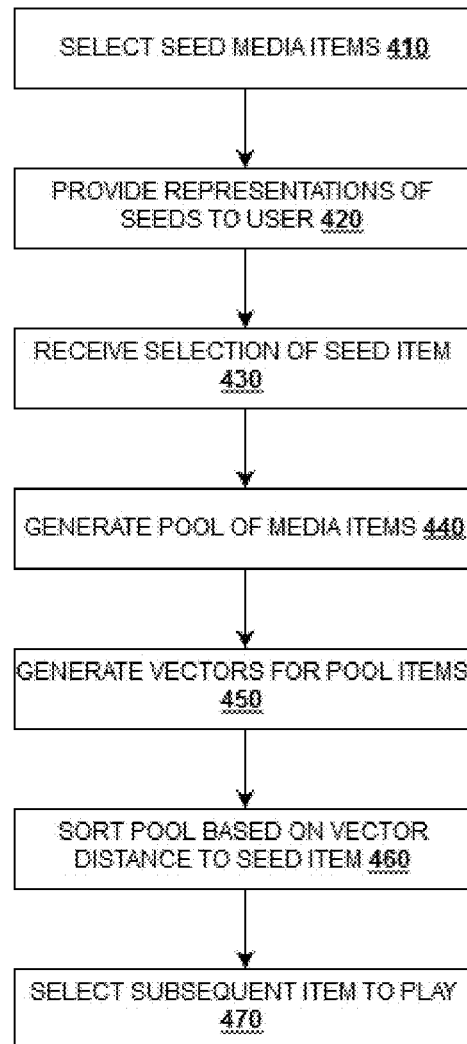 SELECT SEED MEDIA ITEMS 410
PROVIDE REPRESENTATIONS OF
SEEDS TO USER 420
RECEIVE SELECTION OF SEED ITEM
430
GENERATE POOL OF MEDIA ITEMS 440
GENERATE VECTORS FOR POOL ITEMS
450
SORT POOL BASED ON VECTOR
DISTANCE TO SEED ITEM 460
SELECT SUBSEQUENT ITEM TO PLAY
470